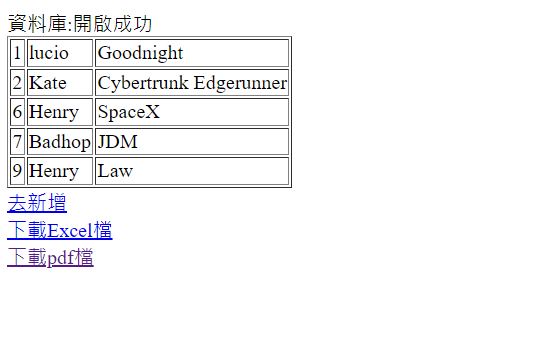 資料庫:開啟成功
1 lucio Goodnight
2 Kate Cybertrunk Edgerunner
6 Henry SpaceX
7 Badhop JDM
9 Henry Law
去新增
下載Excel檔
下載pdf檔